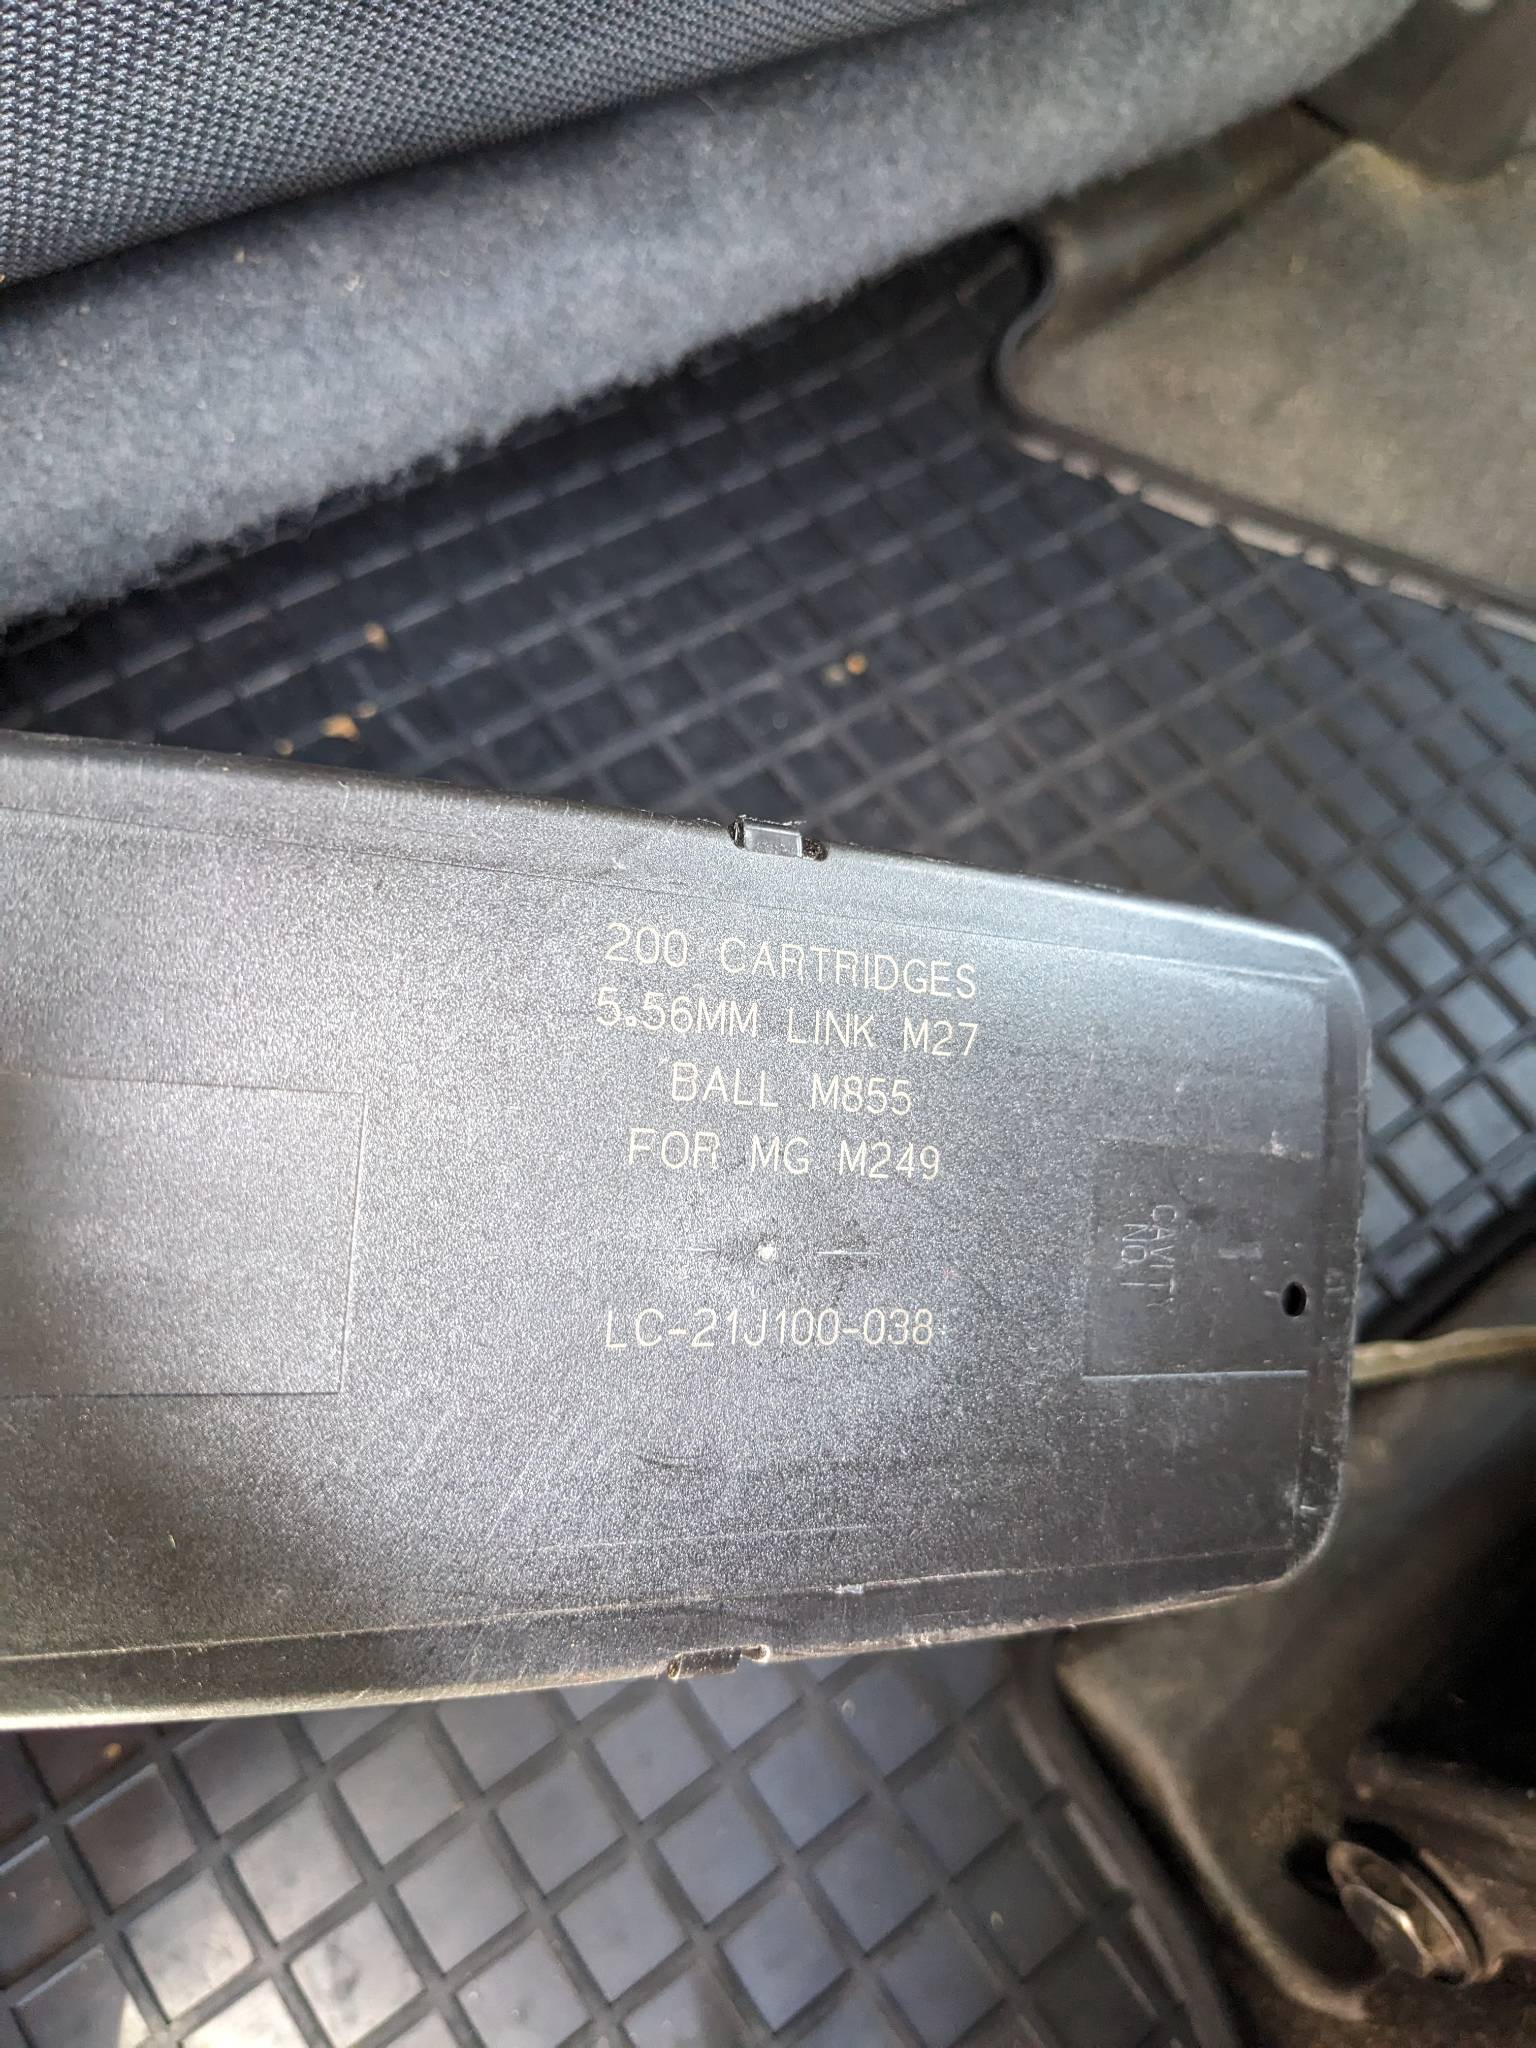 200 CARTRIDGES
5.56MM LINK M27
BALL M855
FOR MG M249
LC-21J100-038
CAVITY
NO 1